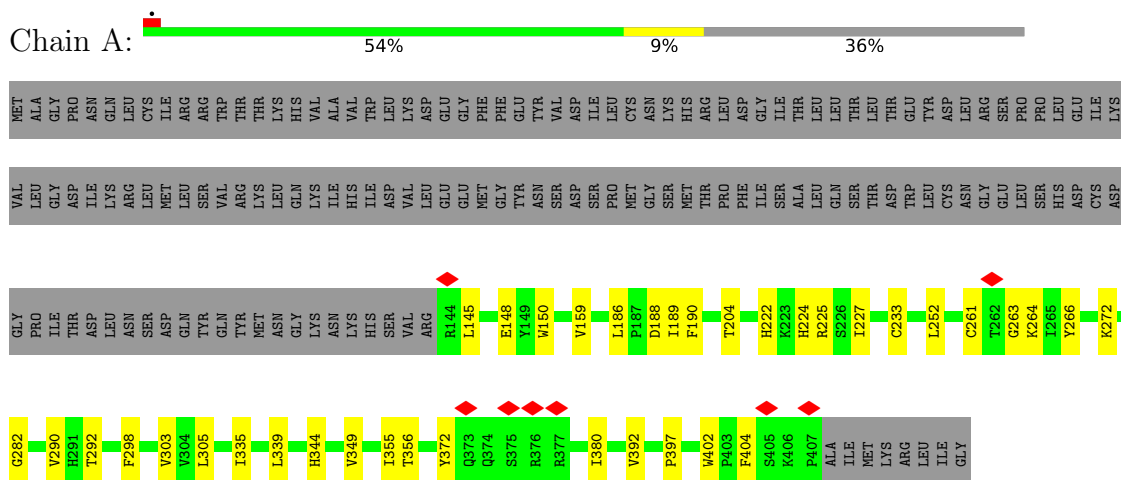 Chain A:
•
54% 9% 36%
MET ALA GLY PRO ASN GLN LEU CYS ILE ARG ARG TRP THR THR LYS HIS VAL ALA VAL TRP LEU LYS ASP GLU GLY PHE PHE GLU TYR VAL ASP ILE LEU CYS ASN LYS HIS ARG LEU ASP GLY ILE THR LEU LEU THR LEU THR GLU TYR ASP LEU ARG SER PRO PRO LEU GLU ILE LYS
VAL LEU GLY ASP ILE LYS ARG LEU MET LEU SER VAL ARG LYS LEU GLN LYS ILE HIS ILE ASP VAL LEU GLU GLU MET GLY TYR ASN SER ASP SER PRO MET GLY SER MET THR PRO PHE ILE SER ALA LEU GLN SER THR ASP TRP LEU CYS ASN GLY GLU LEU SER HIS ASP CYS ASP
GLY PRO ILE THR ASP LEU ASN SER ASP GLN TYR GLN TYR MET ASN GLY LYS ASN LYS HIS SER VAL ARG R144 L145 E148 Y149 W150 V159 L186 P187 D188 I189 F190 T204 H222 K223 H224 R225 S226 I227 C233 L252 C261 T262 G263 K264 I265 Y266 K272
G282 V290 H291 T292 F298 V303 V304 L305 I335 L339 H344 V349 I355 T356 Y372 Q373 Q374 S375 R376 R377 I380 V392 P397 W402 P403 F404 S405 K406 P407 ALA ILE MET LYS ARG LEU ILE GLY